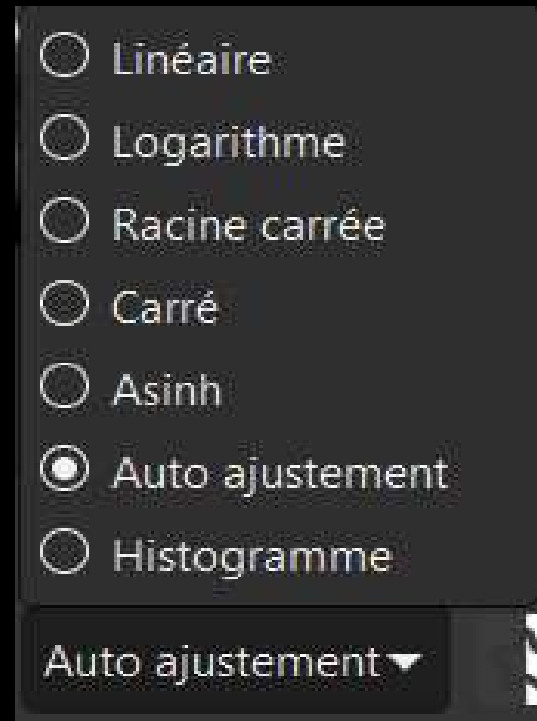 Linéaire
Logarithme
Racine carrée
Carré
Asinh
Auto ajustement
Histogramme
Auto ajustement